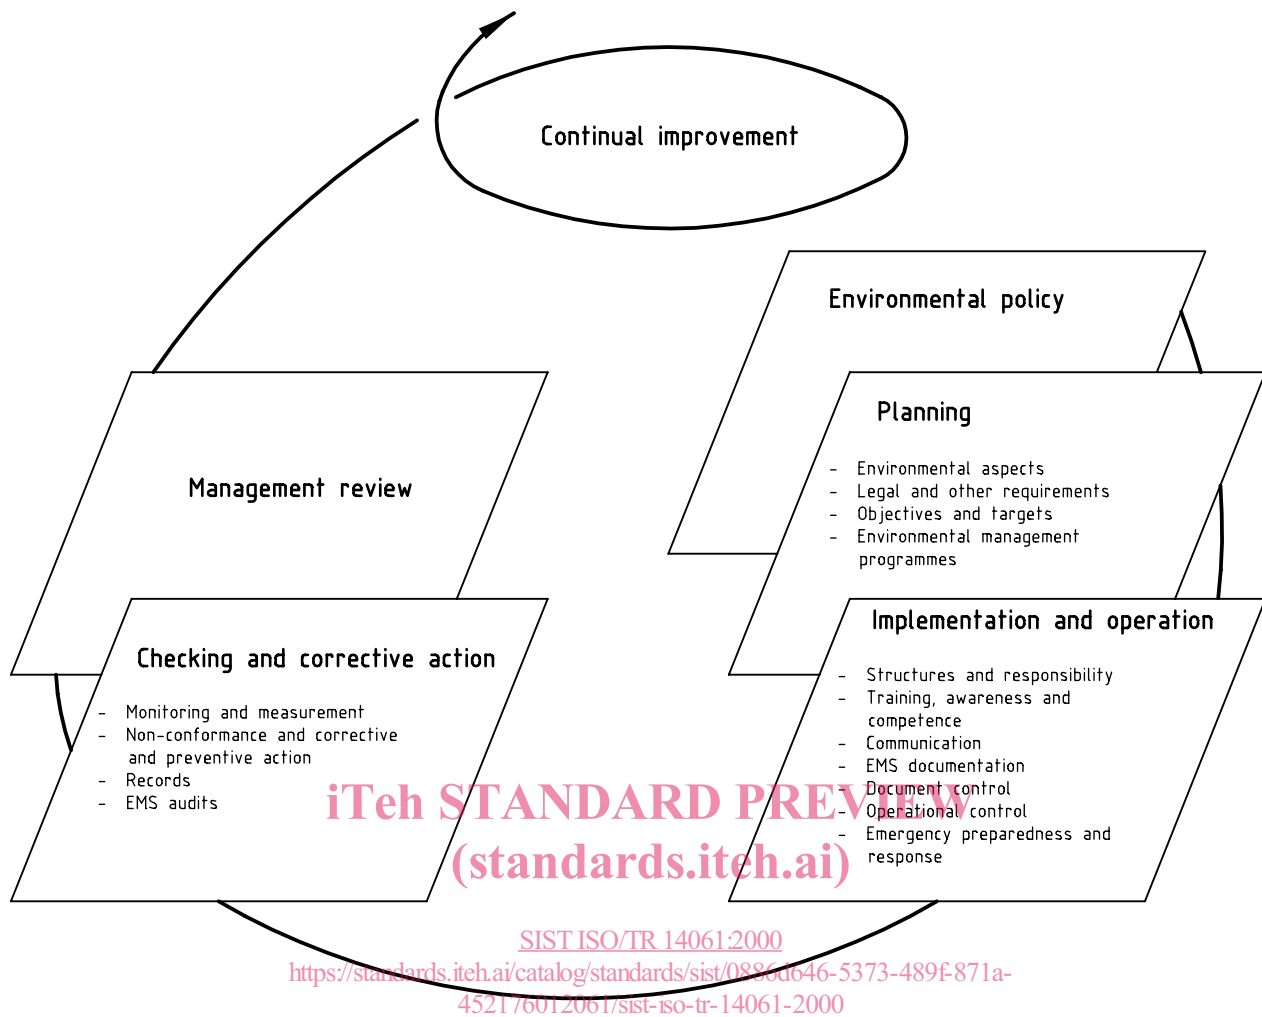 Continual improvement
Environmental policy
Planning
- Environmental aspects
- Legal and other requirements
- Objectives and targets
- Environmental management
programmes
Implementation and operation
- Structures and responsibility
- Training, awareness and
competence
- Communication
- EMS documentation
- Document control
- Operational control
- Emergency preparedness and
response
Management review
Checking and corrective action
- Monitoring and measurement
- Non-conformance and corrective
and preventive action
- Records
- EMS audits
iTeh STANDARD PREVIEW
(standards.iteh.ai)
SIST ISO/TR 14061:2000
https://standards.iteh.ai/catalog/standards/sist/0886d646-5373-489f-871a-
452176012061/sist-iso-tr-14061-2000